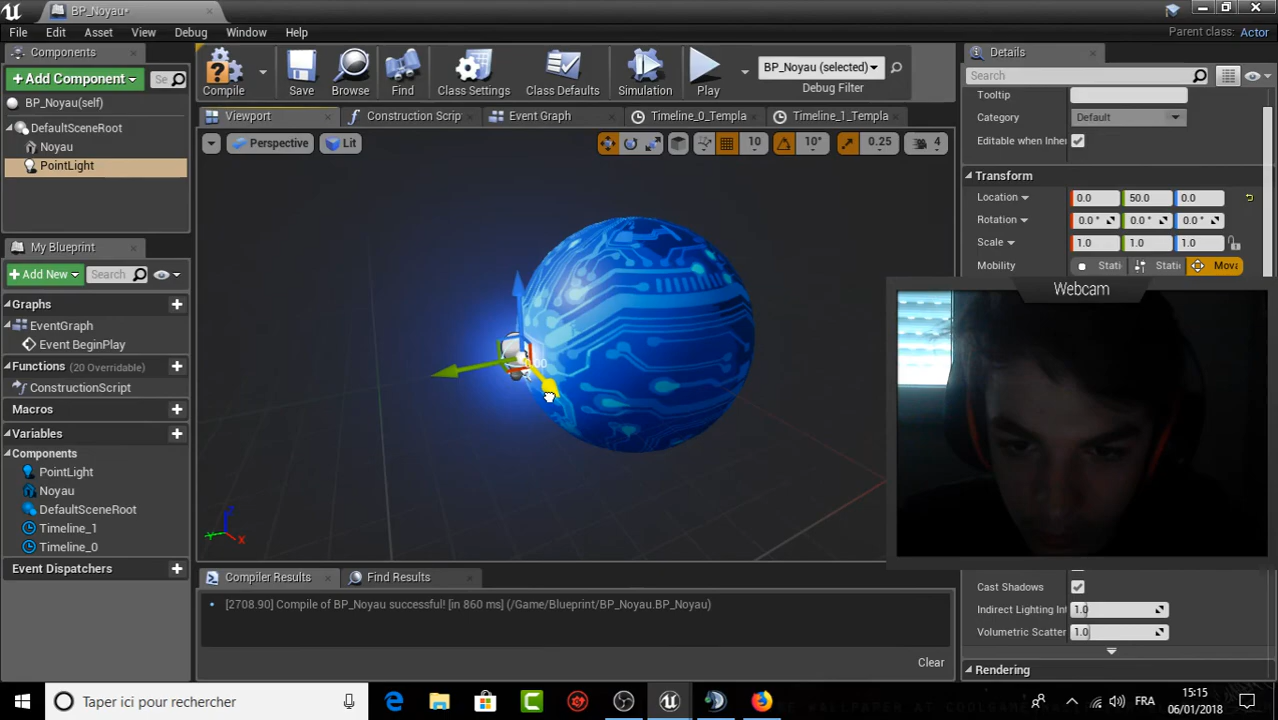 BP_Noyau*
File Edit Asset View Debug Window Help
Parent class: Actor
Components
+Add Component
Se
BP_Noyau(self)
DefaultSceneRoot
Noyau
PointLight
My Blueprint
+Add New
Search
Graphs
EventGraph
Event BeginPlay
Functions (20 Overridable)
ConstructionScript
Macros
Variables
Components
PointLight
Noyau
DefaultSceneRoot
Timeline_1
Timeline_0
Event Dispatchers
Compile
Save
Browse
Find
Class Settings
Class Defaults
Simulation
Play
BP_Noyau (selected)
Debug Filter
Viewport
Construction Scrip
Event Graph
Timeline_0_Templa
Timeline_1_Templa
Perspective
Lit
10
10°
0.25
4
Compiler Results
Find Results
[2708.90] Compile of BP_Noyau successful! [in 860 ms] (/Game/Blueprint/BP_Noyau.BP_Noyau)
Clear
Details
Search
Tooltip
Category Default
Editable when Inher
Transform
Location 0.0 50.0 0.0
Rotation 0.0 ° 0.0 ° 0.0 °
Scale 1.0 1.0 1.0
Mobility Stati Static Mova
Webcam
Cast Shadows
Indirect Lighting Int 1.0
Volumetric Scatter 1.0
Rendering
Taper ici pour rechercher
FRA
15:15
06/01/2018